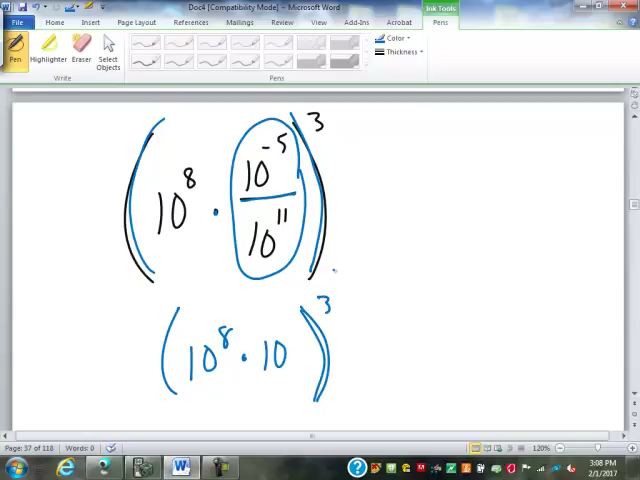 Doc4 [Compatibility Mode] - Microsoft Word
Ink Tools
File Home Insert Page Layout References Mailings Review View Add-Ins Acrobat Pens
Pen Highlighter Eraser Select Objects
Color
Thickness
Write Pens
(10^8 · 10^-5 / 10^11)^3
(10^8 · 10 )^3
Page: 37 of 118 Words: 0 120%
3:08 PM
2/1/2017